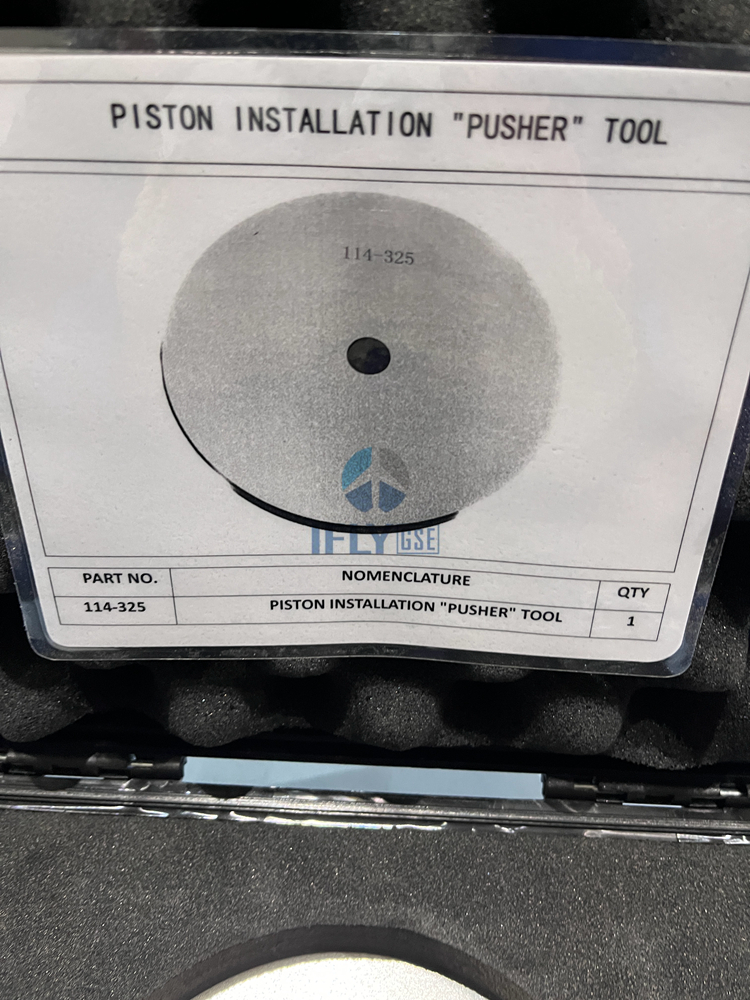 PISTON INSTALLATION "PUSHER" TOOL
114-325
IFLY GSE
PART NO. NOMENCLATURE QTY
114-325 PISTON INSTALLATION "PUSHER" TOOL 1